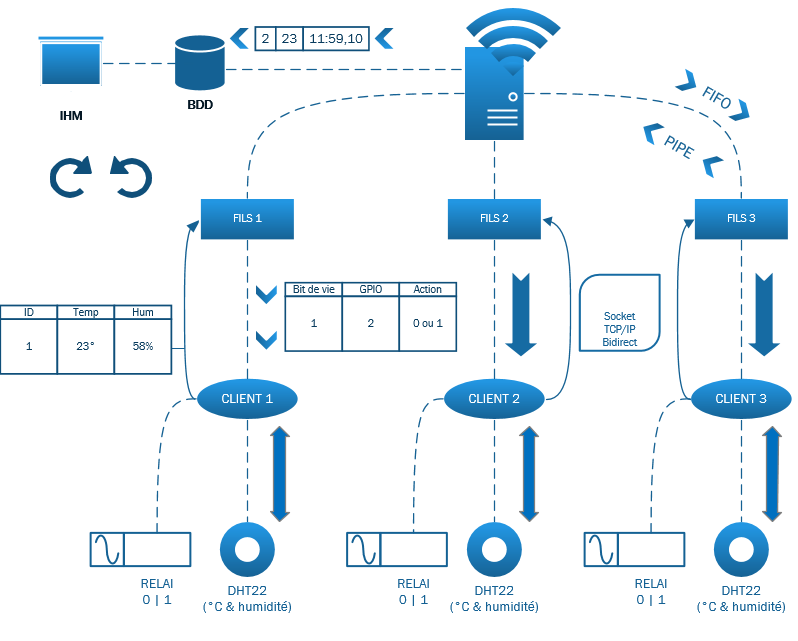 2 23 11:59,10
IHM
BDD
FIFO
PIPE
FILS 1
FILS 2
FILS 3
ID Temp Hum
1 23° 58%
Bit de vie GPIO Action
1 2 0 ou 1
Socket
TCP/IP
Bidirect
CLIENT 1
CLIENT 2
CLIENT 3
RELAI
0 | 1
DHT22
(°C & humidité)
RELAI
0 | 1
DHT22
(°C & humidité)
RELAI
0 | 1
DHT22
(°C & humidité)